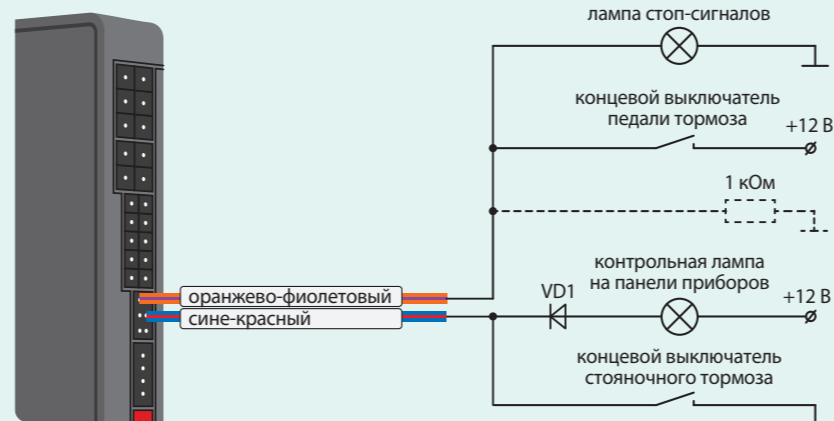 лампа стоп-сигналов
концевой выключатель
педали тормоза
+12 В
1 кОм
оранжево-фиолетовый
сине-красный
VD1
контрольная лампа
на панели приборов
+12 В
концевой выключатель
стояночного тормоза